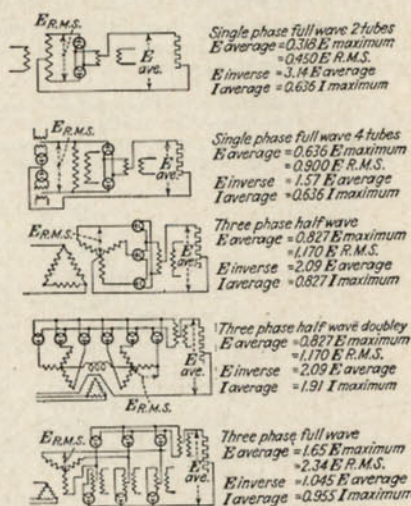 E R.M.S.
E
ave.
Single phase full wave 2 tubes
E average = 0.318 E maximum
= 0.450 E R.M.S.
E inverse = 3.14 E average
I average = 0.636 I maximum
E R.M.S.
E
ave.
Single phase full wave 4 tubes
E average = 0.636 E maximum
= 0.900 E R.M.S.
E inverse = 1.57 E average
I average = 0.636 I maximum
E R.M.S.
E
ave.
Three phase half wave
E average = 0.827 E maximum
= 1.170 E R.M.S.
E inverse = 2.09 E average
I average = 0.827 I maximum
E
ave.
E R.M.S.
Three phase half wave doubley
E average = 0.827 E maximum
= 1.170 E R.M.S.
E inverse = 2.09 E average
I average = 1.91 I maximum
E R.M.S.
E
ave.
Three phase full wave
E average = 1.65 E maximum
= 2.34 E R.M.S.
E inverse = 1.045 E average
I average = 0.955 I maximum